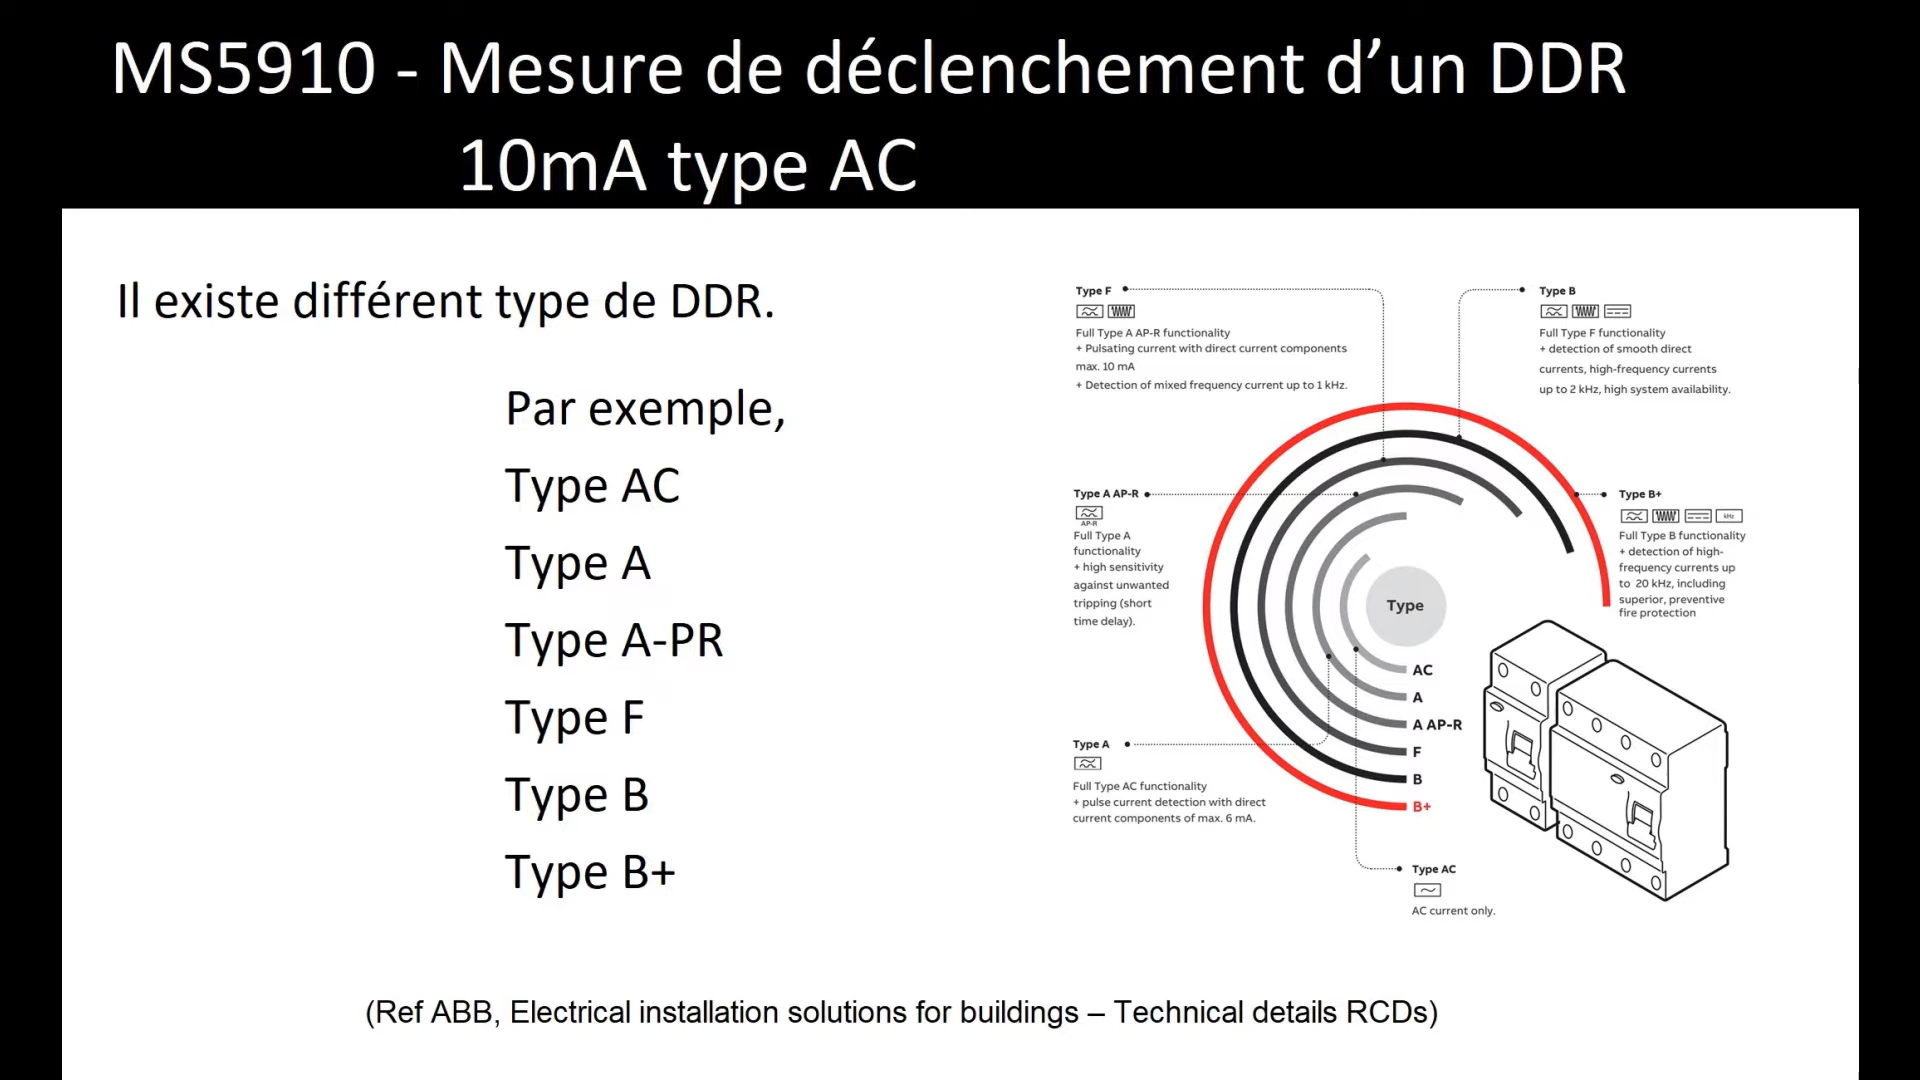 MS5910 - Mesure de déclenchement d’un DDR
10mA type AC
Il existe différent type de DDR.
Par exemple,
Type AC
Type A
Type A-PR
Type F
Type B
Type B+
Type F
Full Type A AP-R functionality
+ Pulsating current with direct current components
max. 10 mA
+ Detection of mixed frequency current up to 1 kHz.
Type B
Full Type F functionality
+ detection of smooth direct
currents, high-frequency currents
up to 2 kHz, high system availability.
Type A AP-R
AP-R
Full Type A
functionality
+ high sensitivity
against unwanted
tripping (short
time delay).
Type B+
kHz
Full Type B functionality
+ detection of high-
frequency currents up
to 20 kHz, including
superior, preventive
fire protection
Type
AC
A
A AP-R
F
B
B+
Type A
Full Type AC functionality
+ pulse current detection with direct
current components of max. 6 mA.
Type AC
AC current only.
(Ref ABB, Electrical installation solutions for buildings – Technical details RCDs)